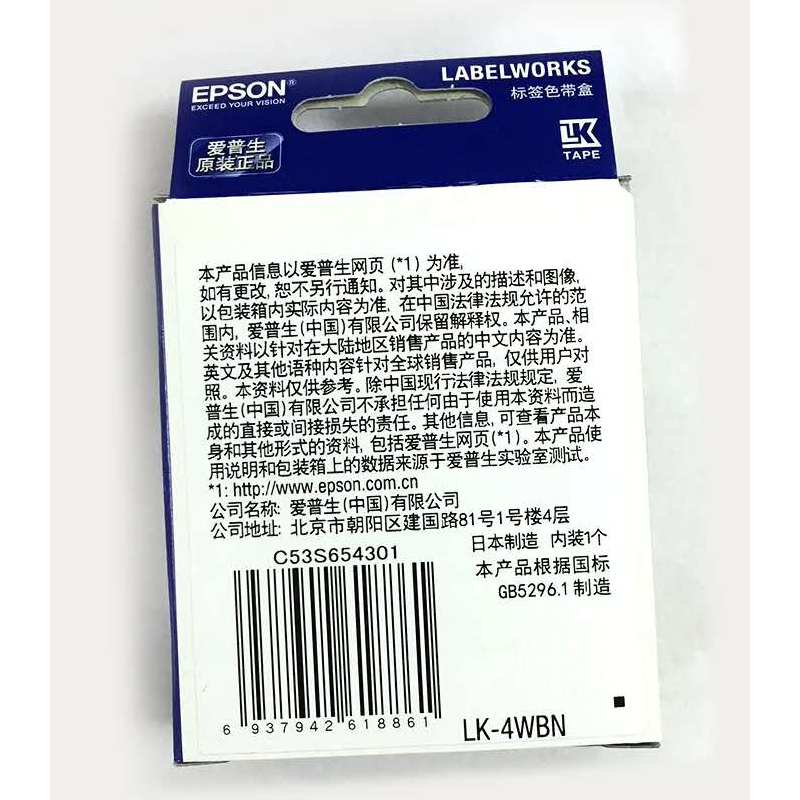 EPSON®
EXCEED YOUR VISION
LABELWORKS
标签色带盒
爱普生
原装正品
LK
TAPE
本产品信息以爱普生网页 (*1) 为准,
如有更改, 恕不另行通知。对其中涉及的描述和图像,
以包装箱内实际内容为准, 在中国法律法规允许的范
围内, 爱普生(中国)有限公司保留解释权。本产品、相
关资料以针对在大陆地区销售产品的中文内容为准。
英文及其他语种内容针对全球销售产品, 仅供用户对
照。本资料仅供参考。除中国现行法律法规规定, 爱
普生(中国)有限公司不承担任何由于使用本资料而造
成的直接或间接损失的责任。其他信息, 可查看产品本
身和其他形式的资料, 包括爱普生网页(*1)。本产品使
用说明和包装箱上的数据来源于爱普生实验室测试。
*1: http://www.epson.com.cn
公司名称: 爱普生(中国)有限公司
公司地址: 北京市朝阳区建国路81号1号楼4层
C53S654301
日本制造 内装1个
本产品根据国标
GB5296.1 制造
6 937942 618861
LK-4WBN